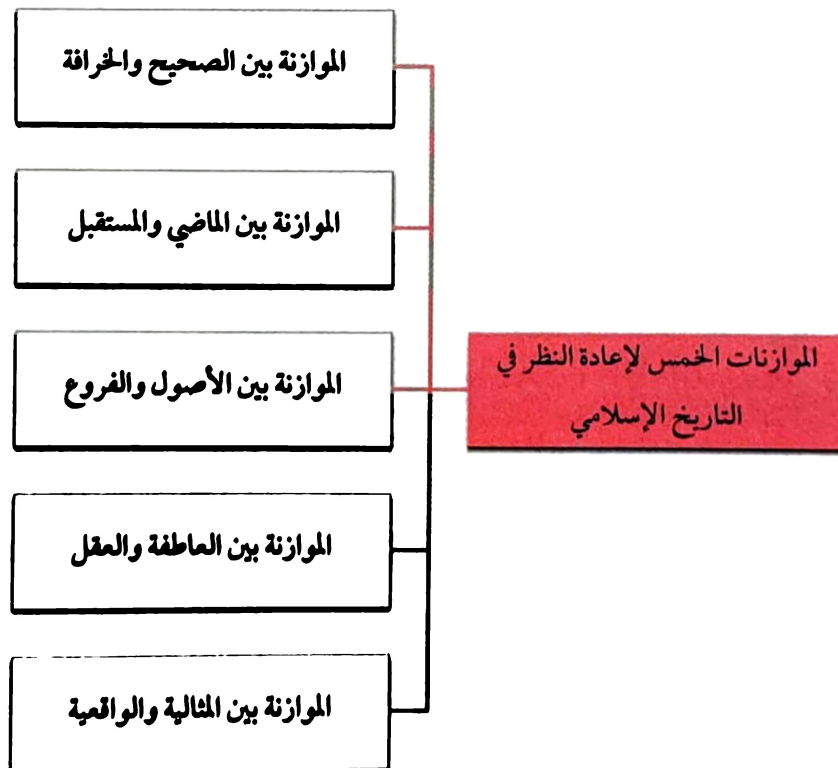 الموازنات الخمس لإعادة النظر في
التاريخ الإسلامي
الموازنة بين الصحيح والخرافة
الموازنة بين الماضي والمستقبل
الموازنة بين الأصول والفروع
الموازنة بين العاطفة والعقل
الموازنة بين المثالية والواقعية